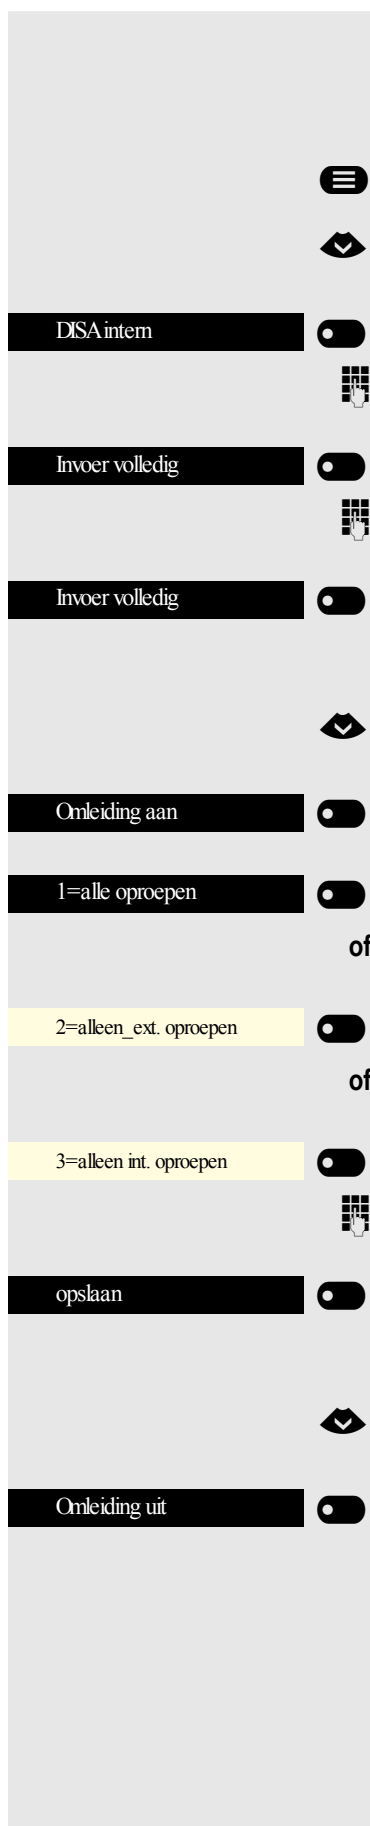 DISA intern
Invoer volledig
Invoer volledig
Omleiding aan
1=alle oproepen
of
2=alleen_ext. oproepen
of
3=alleen int. oproepen
opslaan
Omleiding uit